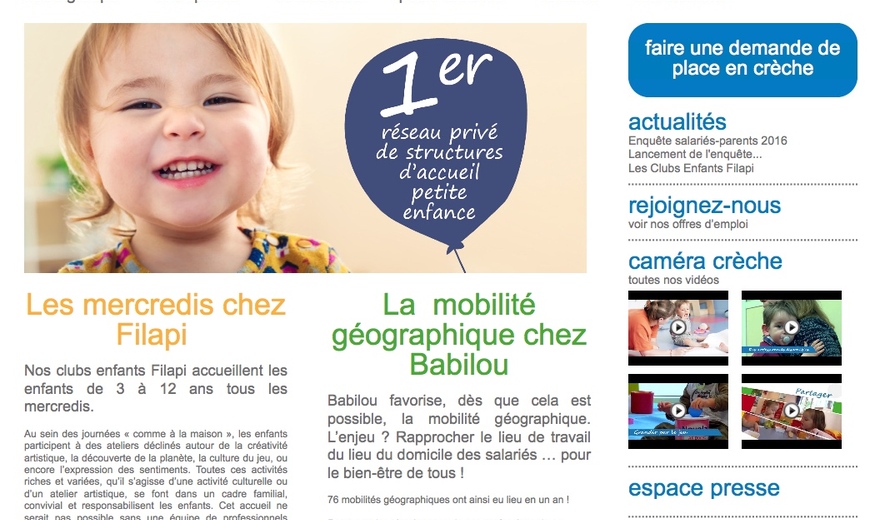 1er
réseau privé
de structures
d'accueil
petite
enfance
Les mercredis chez
Filapi
Nos clubs enfants Filapi accueillent les
enfants de 3 à 12 ans tous les
mercredis.
Au sein des journées « comme à la maison », les enfants
participent à des ateliers déclinés autour de la créativité
artistique, la découverte de la planète, la culture du jeu, ou
encore l'expression des sentiments. Toutes ces activités
riches et variées, qu'il s'agisse d'une activité culturelle ou
d'un atelier artistique, se font dans un cadre familial,
convivial et responsabilisent les enfants. Cet accueil ne
serait pas possible sans une équipe de professionnels
La mobilité
géographique chez
Babilou
Babilou favorise, dès que cela est
possible, la mobilité géographique.
L'enjeu ? Rapprocher le lieu de travail
du lieu du domicile des salariés … pour
le bien-être de tous !
76 mobilités géographiques ont ainsi eu lieu en un an !
faire une demande de
place en crèche
actualités
Enquête salariés-parents 2016
Lancement de l'enquête...
Les Clubs Enfants Filapi
rejoignez-nous
voir nos offres d'emploi
caméra crèche
toutes nos vidéos
Grandir par le jeu
Partager
espace presse